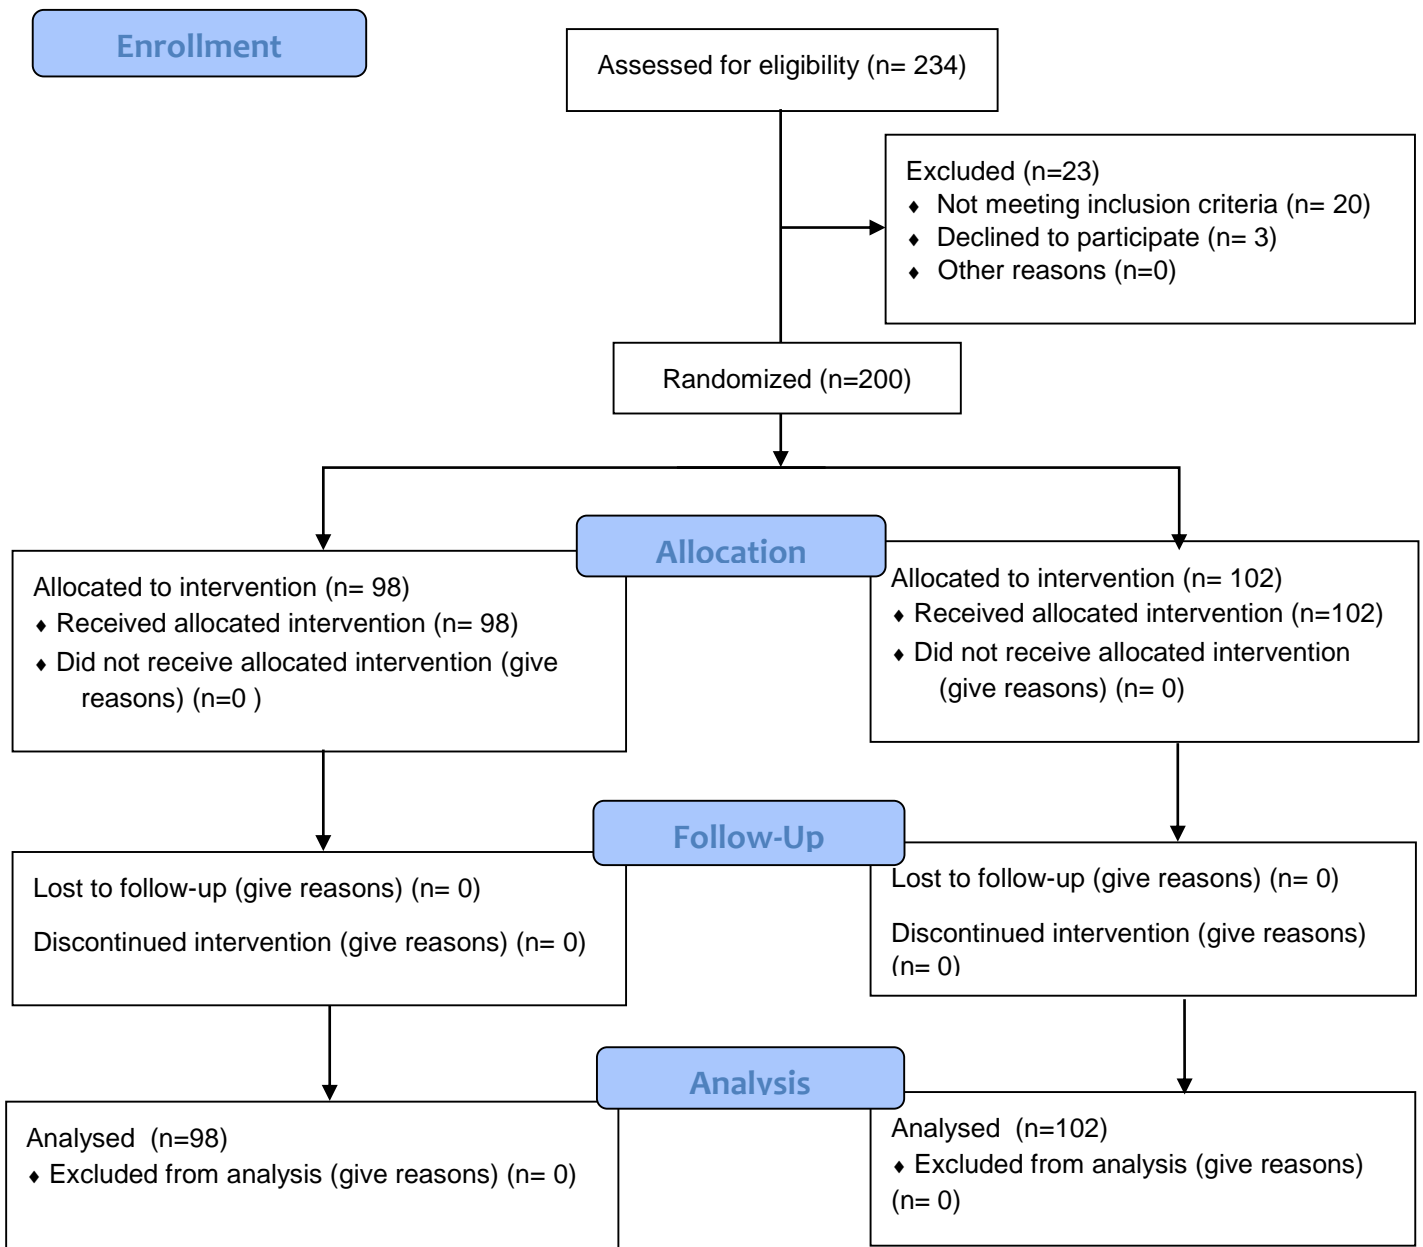 Enrollment
Assessed for eligibility (n= 234)
Excluded (n=23)
♦ Not meeting inclusion criteria (n= 20)
♦ Declined to participate (n= 3)
♦ Other reasons (n=0)
Randomized (n=200)
Allocation
Allocated to intervention (n= 98)
♦ Received allocated intervention (n= 98)
♦ Did not receive allocated intervention (give
reasons) (n=0 )
Allocated to intervention (n= 102)
♦ Received allocated intervention (n=102)
♦ Did not receive allocated intervention
(give reasons) (n= 0)
Follow-Up
Lost to follow-up (give reasons) (n= 0)
Discontinued intervention (give reasons) (n= 0)
Lost to follow-up (give reasons) (n= 0)
Discontinued intervention (give reasons)
(n= 0)
Analysis
Analysed  (n=98)
♦ Excluded from analysis (give reasons) (n= 0)
Analysed  (n=102)
♦ Excluded from analysis (give reasons)
(n= 0)